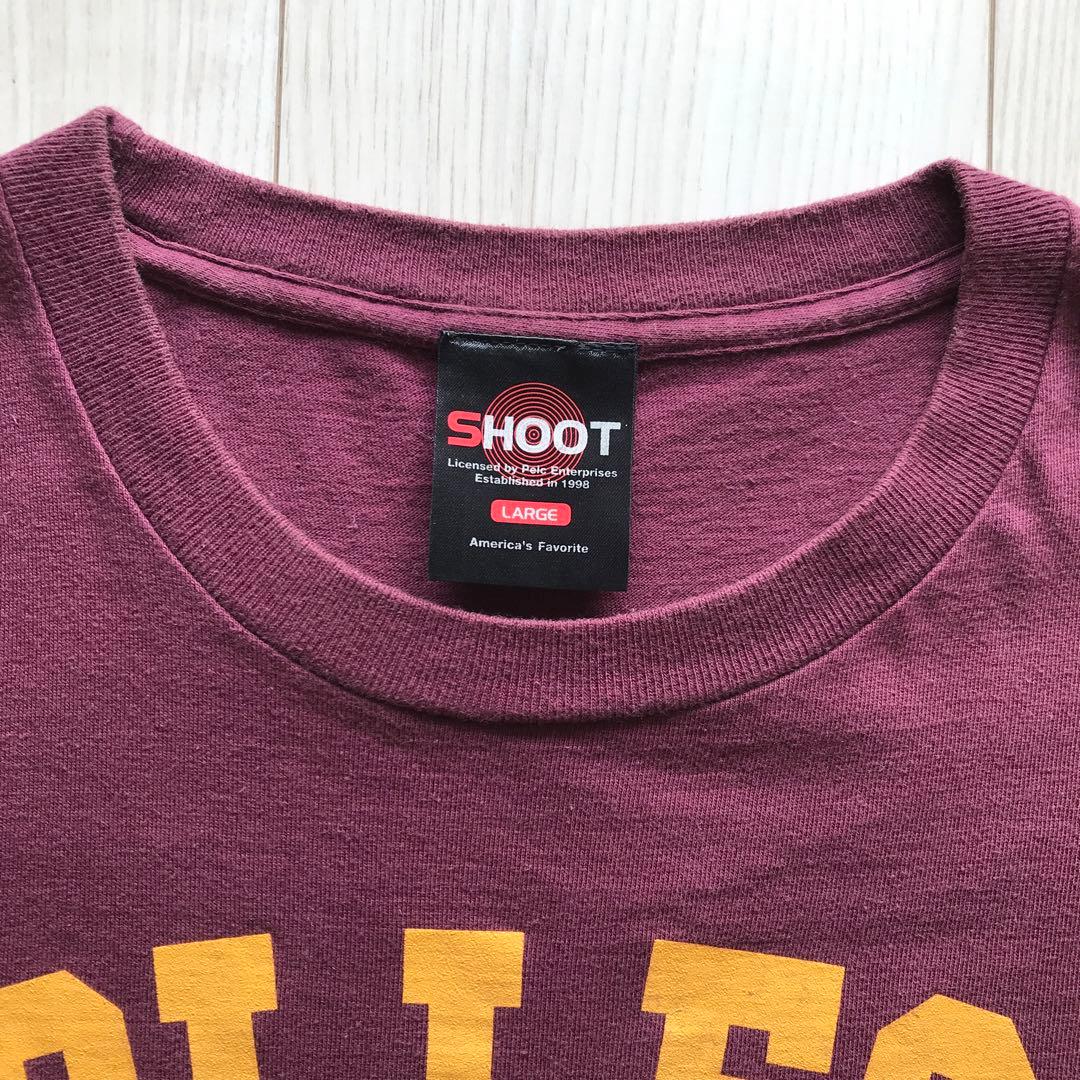 SHOOT
Licensed by Pelc Enterprises
Established in 1998
LARGE
America's Favorite